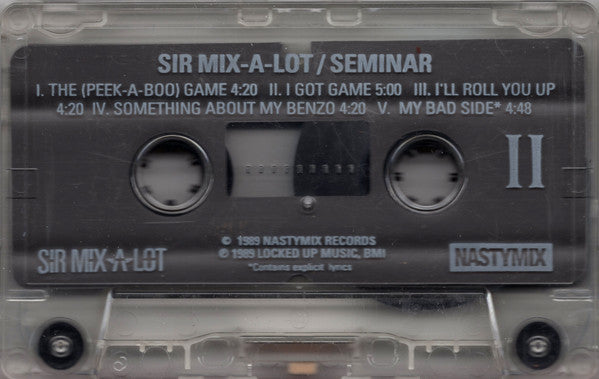 SIR MIX-A-LOT / SEMINAR
I. THE (PEEK-A-BOO) GAME 4:20 II. I GOT GAME 5:00 III. I'LL ROLL YOU UP
4:20 IV. SOMETHING ABOUT MY BENZO 4:20 V. MY BAD SIDE* 4:48
II
© 1989 NASTYMIX RECORDS
℗ 1989 LOCKED UP MUSIC, BMI
*Contains explicit lyrics
SIR MIX-A-LOT
NASTYMIX